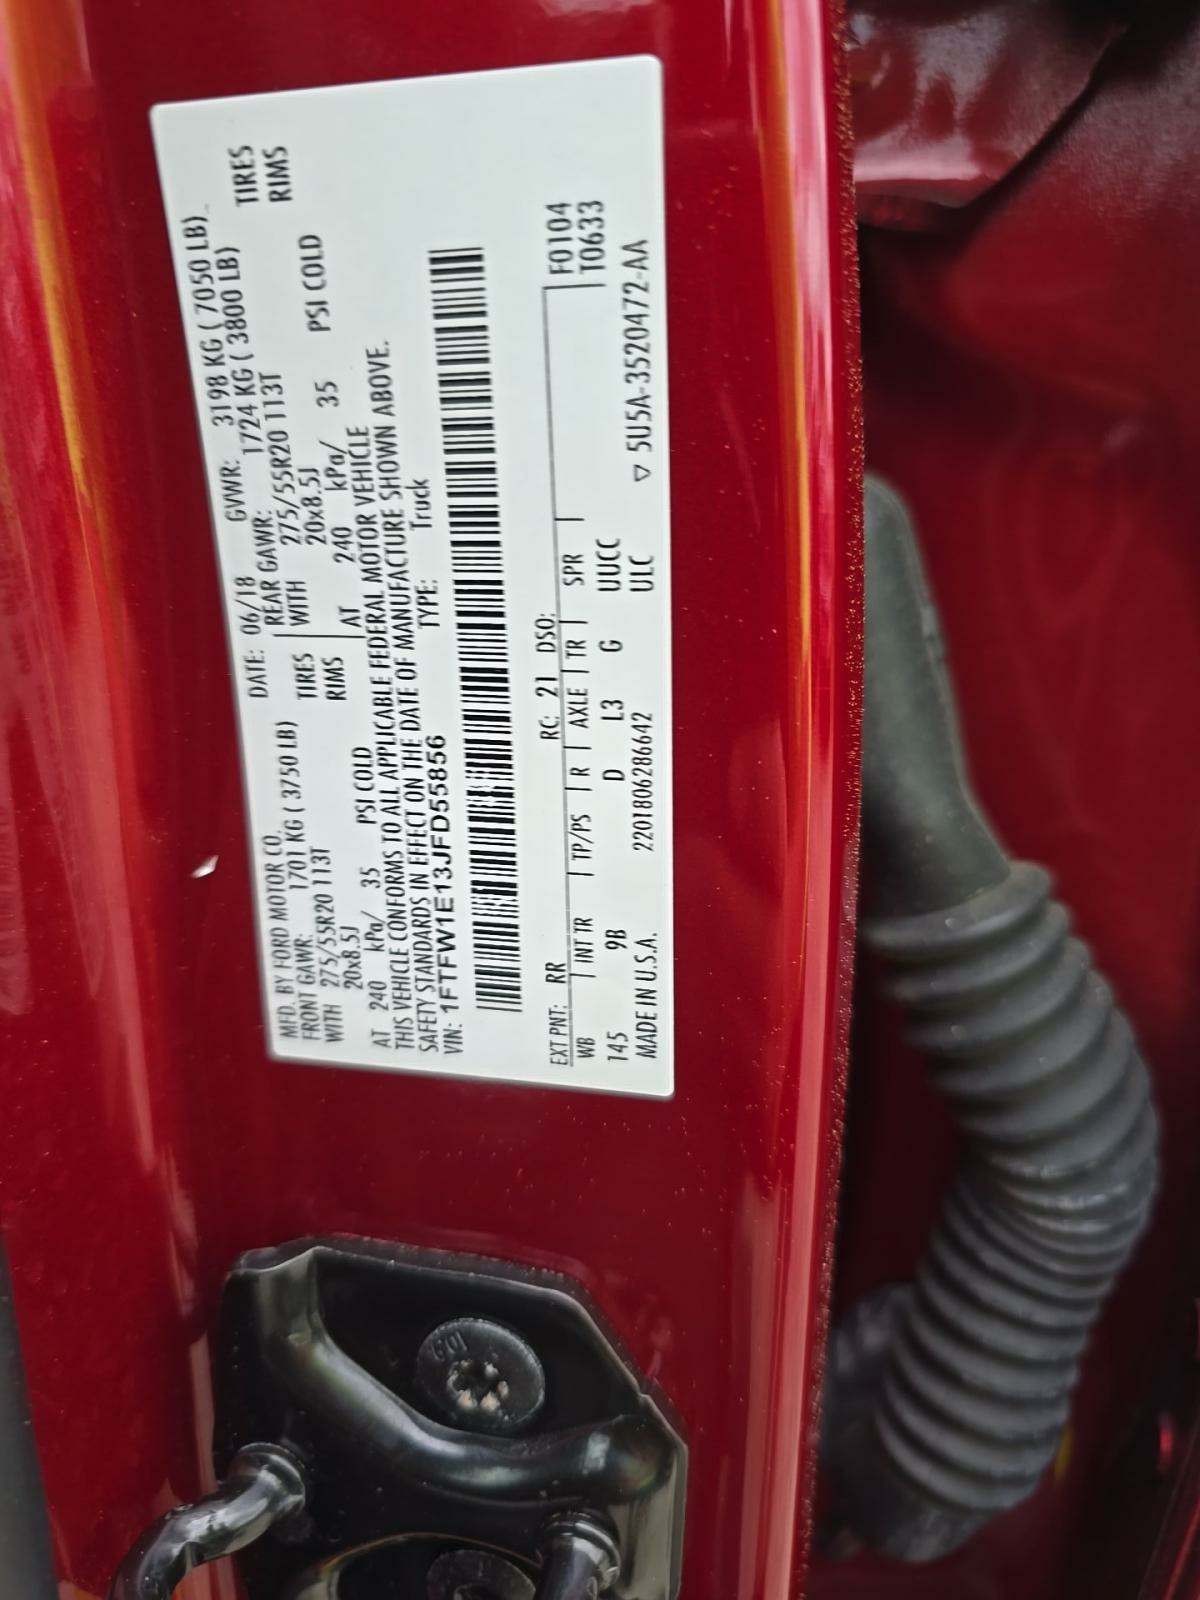 MFD. BY FORD MOTOR CO.
DATE: 06/18 GVWR: 3198 KG ( 7050 LB)
FRONT GAWR: 1701 KG ( 3750 LB) REAR GAWR: 1724 KG ( 3800 LB)
WITH 275/55R20 113T TIRES WITH 275/55R20 113T TIRES
20x8.5J RIMS 20x8.5J RIMS
AT 240 kPa/ 35 PSI COLD AT 240 kPa/ 35 PSI COLD
THIS VEHICLE CONFORMS TO ALL APPLICABLE FEDERAL MOTOR VEHICLE
SAFETY STANDARDS IN EFFECT ON THE DATE OF MANUFACTURE SHOWN ABOVE.
VIN: 1FTFW1E13JFD55856 TYPE: Truck
EXT PNT: RR RC: 21 DSO: F0104
WB INT TR TP/PS R AXLE TR SPR T0633
145 9B D L3 G UUCC
MADE IN U.S.A. 2201806286642 ULC ▽ 5U5A-3520472-AA
10.9